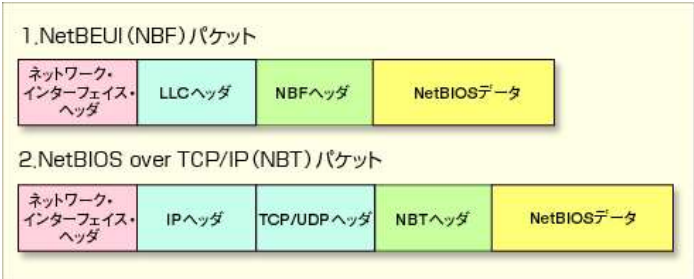 1.NetBEUI(NBF)パケット
ネットワーク・
インターフェイス・
ヘッダ
LLCヘッダ
NBFヘッダ
NetBIOSデータ
2.NetBIOS over TCP/IP(NBT)パケット
ネットワーク・
インターフェイス・
ヘッダ
IPヘッダ
TCP/UDPヘッダ
NBTヘッダ
NetBIOSデータ